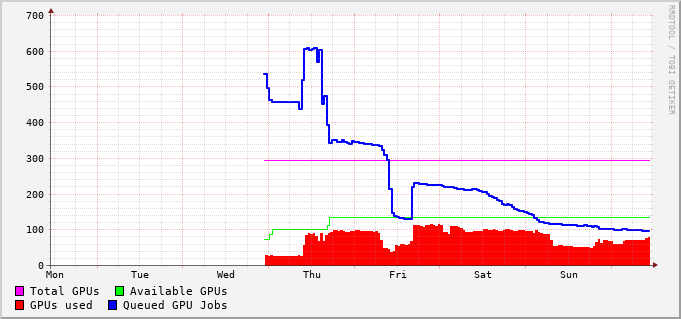 700
600
500
400
300
200
100
0
Mon Tue Wed Thu Fri Sat Sun
Total GPUs Available GPUs
GPUs used Queued GPU Jobs
RRDTOOL / TOBI OETIKER